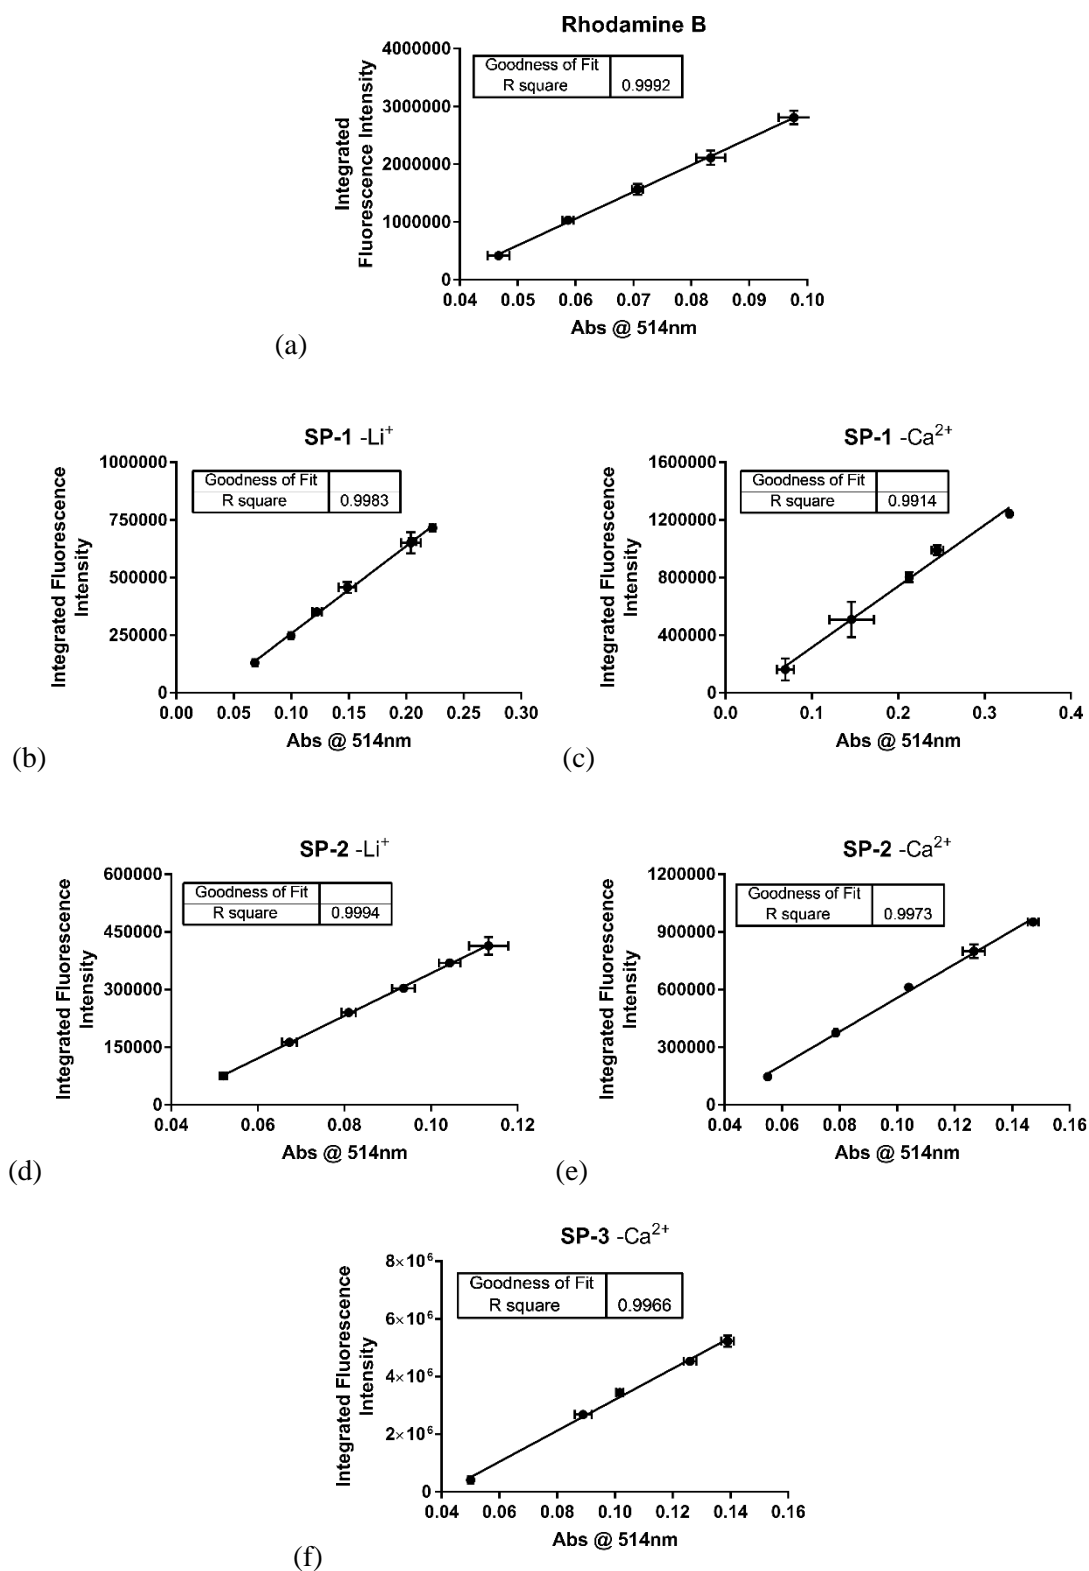 Rhodamine B
Integrated
Fluorescence Intensity
4000000
3000000
2000000
1000000
0
Goodness of Fit
R square 0.9992
0.04 0.05 0.06 0.07 0.08 0.09 0.10
Abs @ 514nm
(a)
SP-1 -Li⁺
Integrated Fluorescence
Intensity
1000000
750000
500000
250000
0
Goodness of Fit
R square 0.9983
0.00 0.05 0.10 0.15 0.20 0.25 0.30
Abs @ 514nm
(b)
SP-1 -Ca²⁺
Integrated Fluorescence
Intensity
1600000
1200000
800000
400000
0
Goodness of Fit
R square 0.9914
0.0 0.1 0.2 0.3 0.4
Abs @ 514nm
(c)
SP-2 -Li⁺
Integrated Fluorescence
Intensity
600000
450000
300000
150000
0
Goodness of Fit
R square 0.9994
0.04 0.06 0.08 0.10 0.12
Abs @ 514nm
(d)
SP-2 -Ca²⁺
Integrated Fluorescence
Intensity
1200000
900000
600000
300000
0
Goodness of Fit
R square 0.9973
0.04 0.06 0.08 0.10 0.12 0.14 0.16
Abs @ 514nm
(e)
SP-3 -Ca²⁺
Integrated Fluorescence
Intensity
8×10⁶
6×10⁶
4×10⁶
2×10⁶
0
Goodness of Fit
R square 0.9966
0.04 0.06 0.08 0.10 0.12 0.14 0.16
Abs @ 514nm
(f)